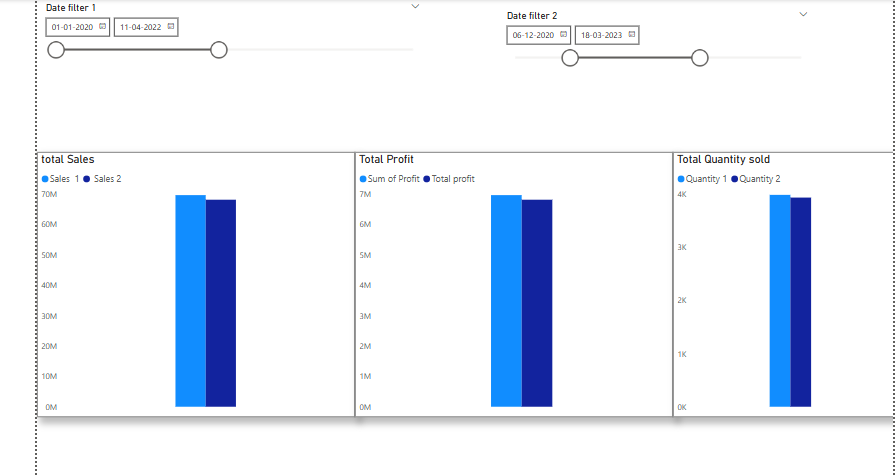 Date filter 1
01-01-2020 11-04-2022
Date filter 2
06-12-2020 18-03-2023
total Sales
Sales 1 Sales 2
70M
60M
50M
40M
30M
20M
10M
0M
Total Profit
Sum of Profit Total profit
7M
6M
5M
4M
3M
2M
1M
0M
Total Quantity sold
Quantity 1 Quantity 2
4K
3K
2K
1K
0K